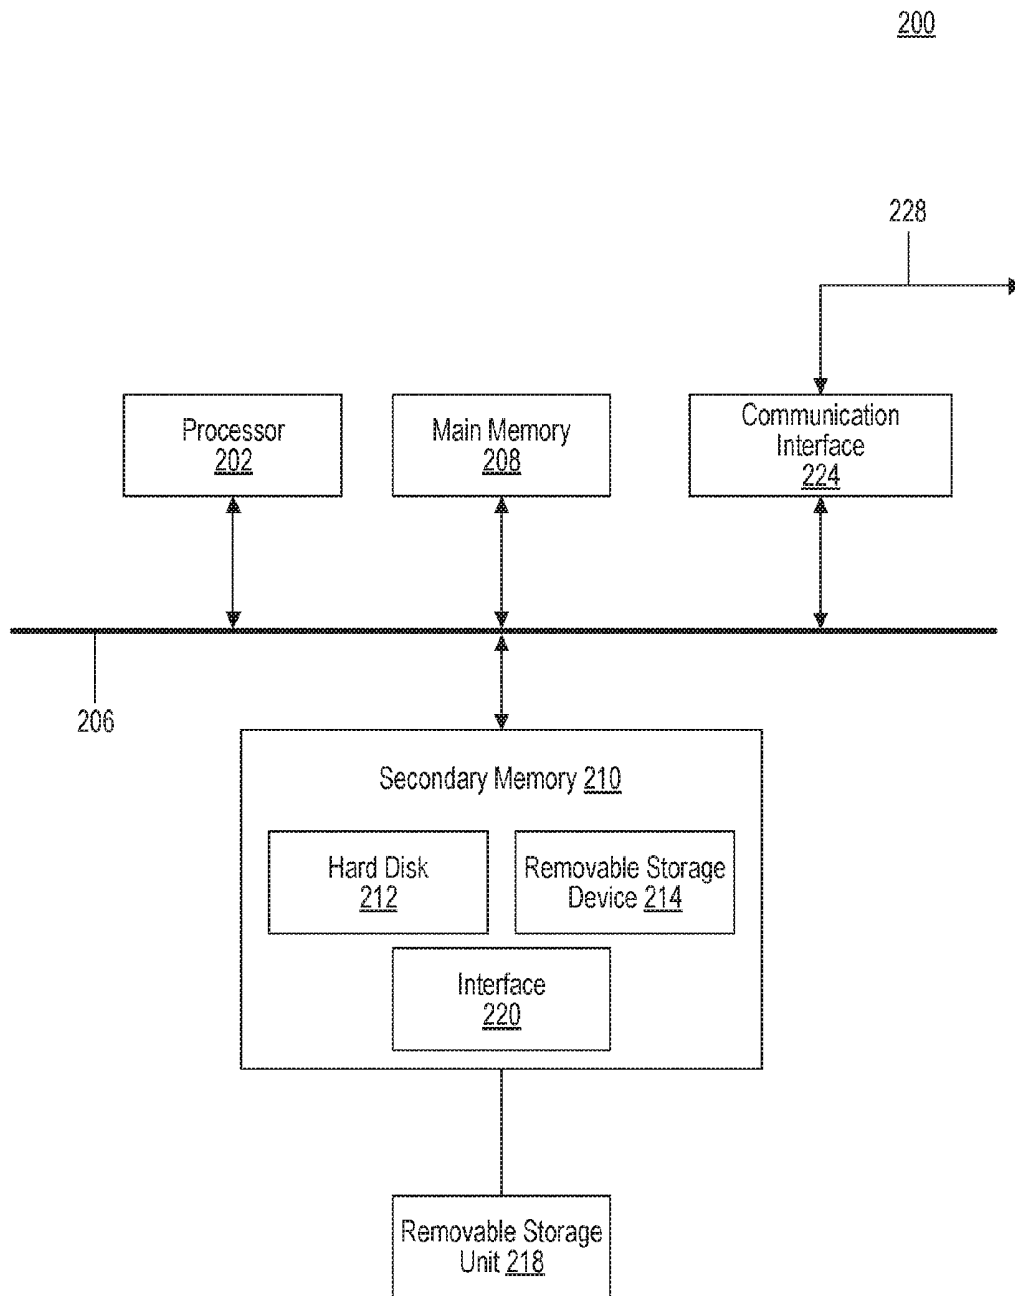 200
228
Processor
202
Main Memory
208
Communication
Interface
224
206
Secondary Memory 210
Hard Disk
212
Removable Storage
Device 214
Interface
220
Removable Storage
Unit 218